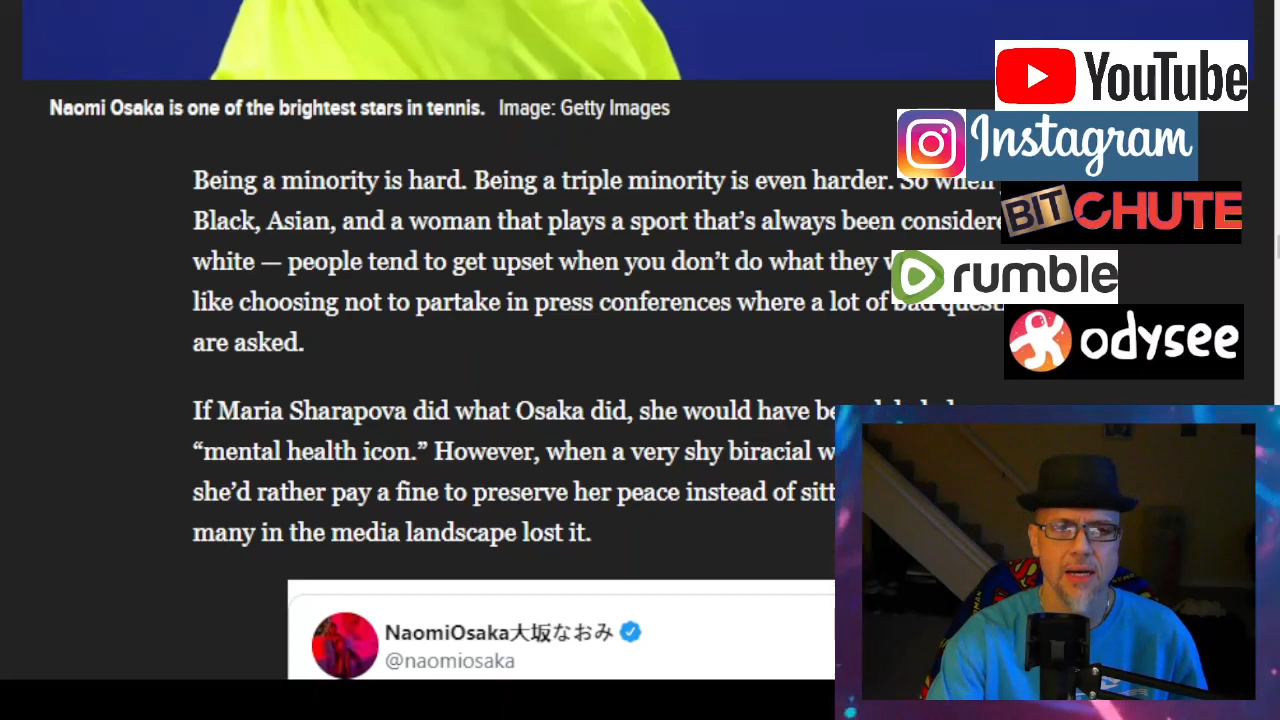 Naomi Osaka is one of the brightest stars in tennis. Image: Getty Images
YouTube
Instagram
BITCHUTE
rumble
odysee
Being a minority is hard. Being a triple minority is even harder. So when
Black, Asian, and a woman that plays a sport that’s always been
white — people tend to get upset when you don’t do what they
like choosing not to partake in press conferences where a lot of bad
are asked.
If Maria Sharapova did what Osaka did, she would have
“mental health icon.” However, when a very shy biracial
she’d rather pay a fine to preserve her peace instead of
many in the media landscape lost it.
NaomiOsaka大坂なおみ
@naomiosaka